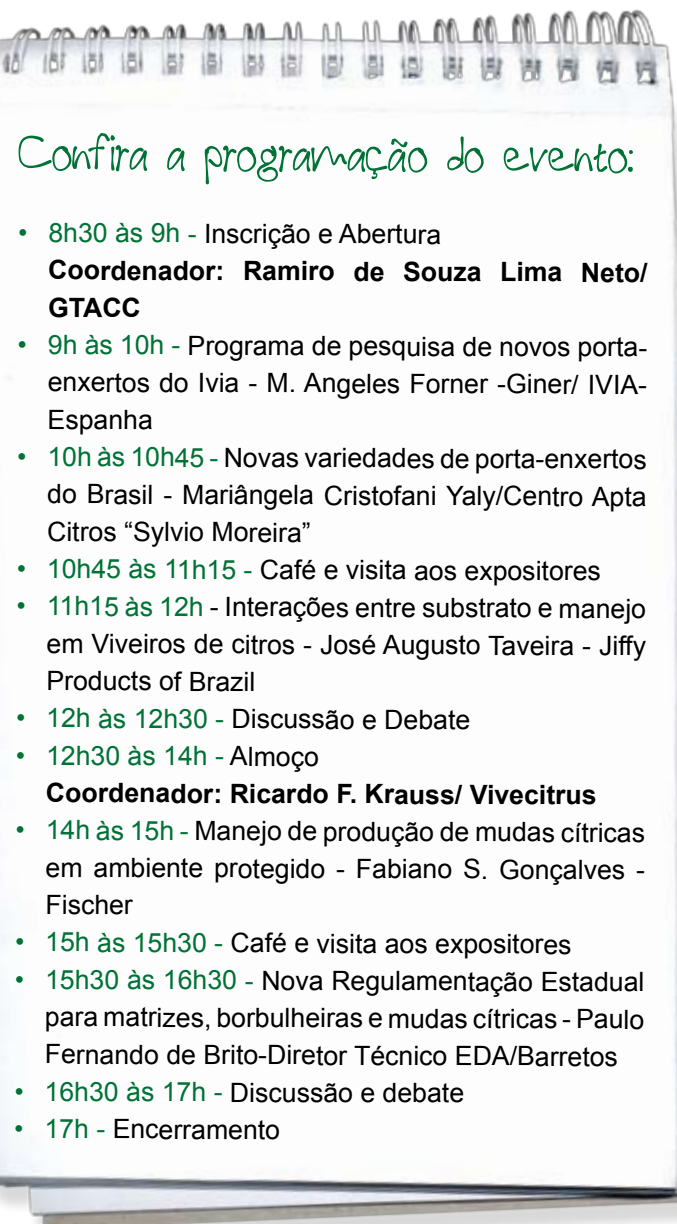 Confira a programação do evento:
• 8h30 às 9h - Inscrição e Abertura
Coordenador: Ramiro de Souza Lima Neto/
GTACC
• 9h às 10h - Programa de pesquisa de novos porta-
enxertos do Ivia - M. Angeles Forner -Giner/ IVIA-
Espanha
• 10h às 10h45 - Novas variedades de porta-enxertos
do Brasil - Mariângela Cristofani Yaly/Centro Apta
Citros “Sylvio Moreira”
• 10h45 às 11h15 - Café e visita aos expositores
• 11h15 às 12h - Interações entre substrato e manejo
em Viveiros de citros - José Augusto Taveira - Jiffy
Products of Brazil
• 12h às 12h30 - Discussão e Debate
• 12h30 às 14h - Almoço
Coordenador: Ricardo F. Krauss/ Vivecitrus
• 14h às 15h - Manejo de produção de mudas cítricas
em ambiente protegido - Fabiano S. Gonçalves -
Fischer
• 15h às 15h30 - Café e visita aos expositores
• 15h30 às 16h30 - Nova Regulamentação Estadual
para matrizes, borbulheiras e mudas cítricas - Paulo
Fernando de Brito-Diretor Técnico EDA/Barretos
• 16h30 às 17h - Discussão e debate
• 17h - Encerramento